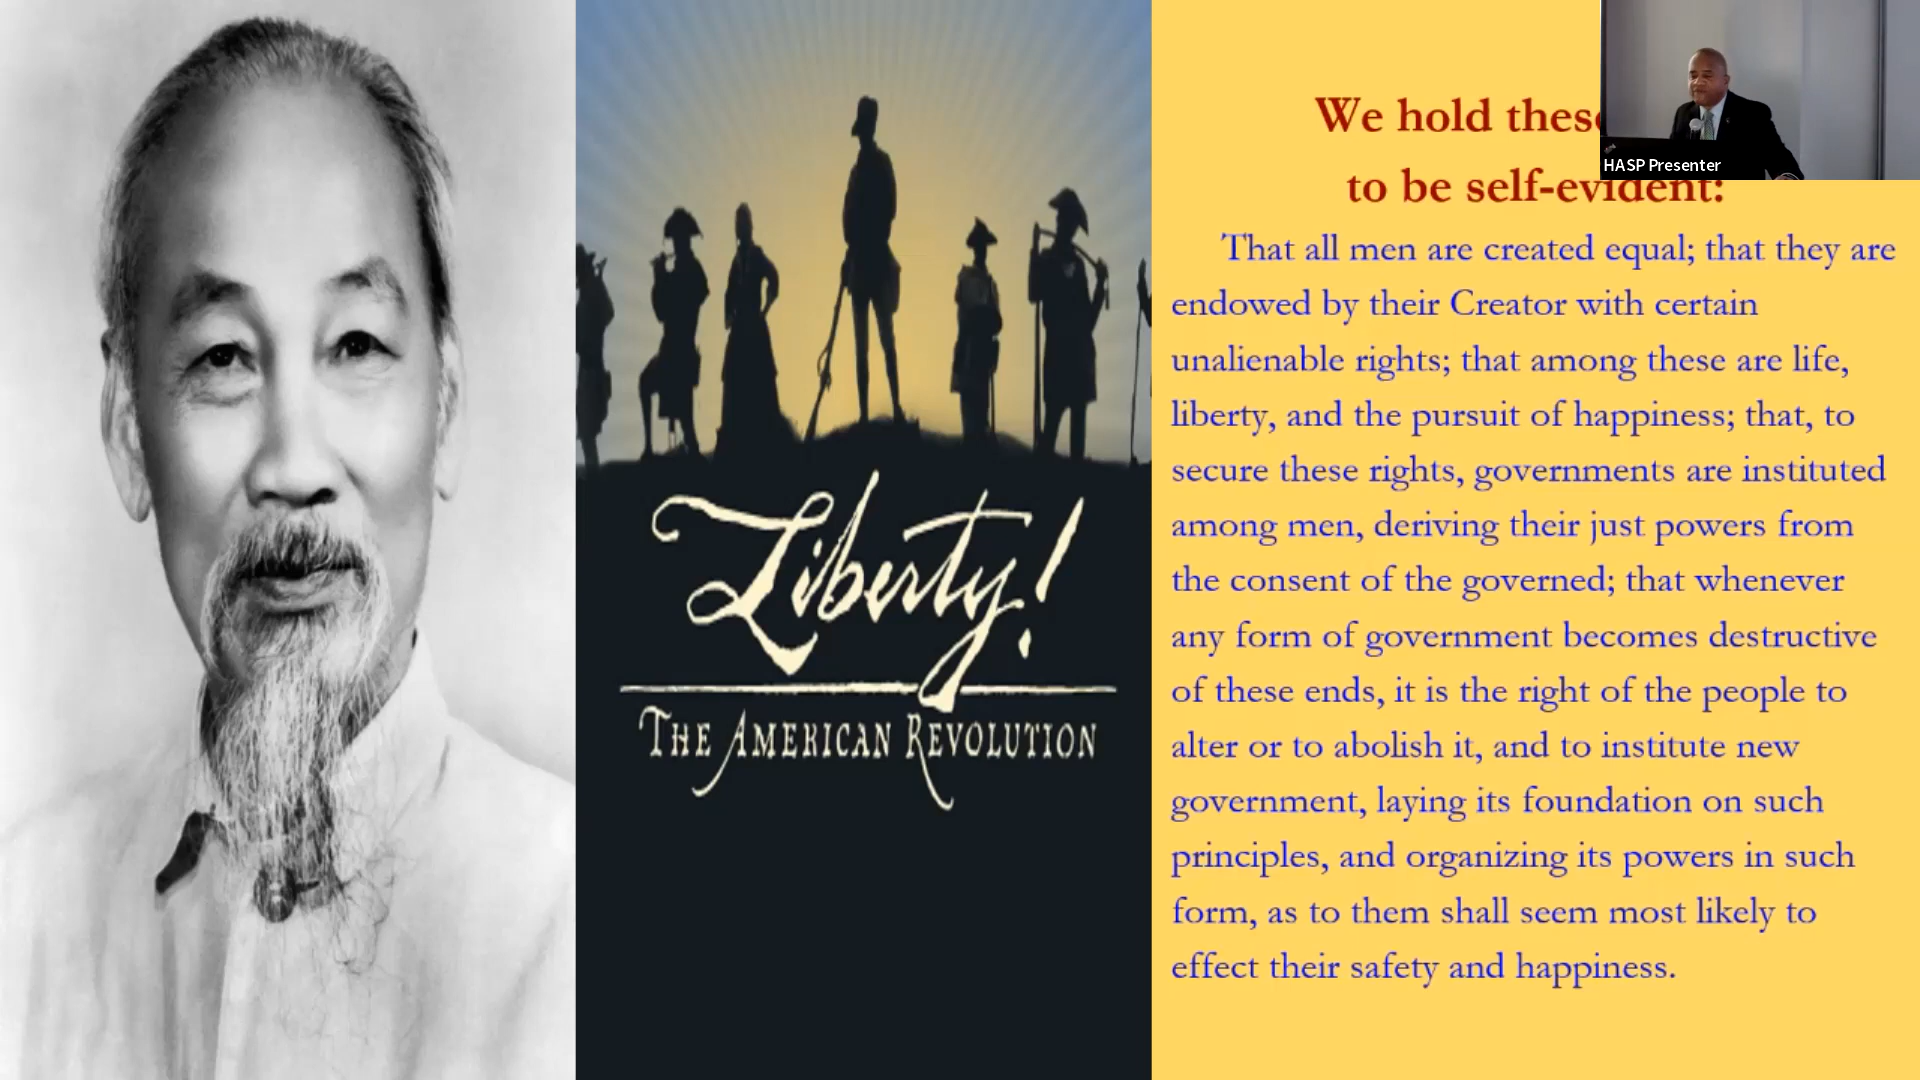 Liberty!
THE AMERICAN REVOLUTION
We hold these
to be self-evident:
That all men are created equal; that they are
endowed by their Creator with certain
unalienable rights; that among these are life,
liberty, and the pursuit of happiness; that, to
secure these rights, governments are instituted
among men, deriving their just powers from
the consent of the governed; that whenever
any form of government becomes destructive
of these ends, it is the right of the people to
alter or to abolish it, and to institute new
government, laying its foundation on such
principles, and organizing its powers in such
form, as to them shall seem most likely to
effect their safety and happiness.
HASP Presenter